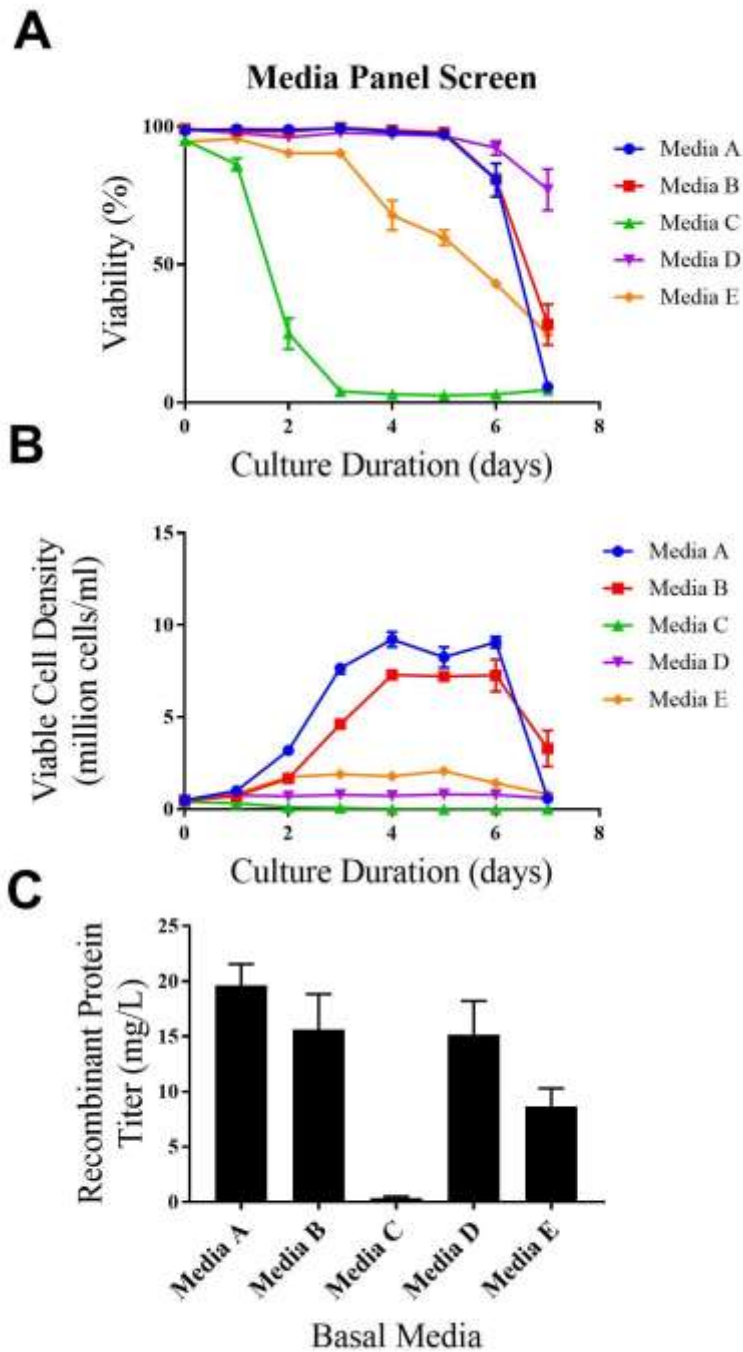 A
Media Panel Screen
100
50
0
0
2
4
6
8
Viability (%)
Culture Duration (days)
Media A
Media B
Media C
Media D
Media E
B
15
10
5
0
0
2
4
6
8
Viable Cell Density
(million cells/ml)
Culture Duration (days)
Media A
Media B
Media C
Media D
Media E
C
25
20
15
10
5
0
Recombinant Protein
Titer (mg/L)
Media A
Media B
Media C
Media D
Media E
Basal Media